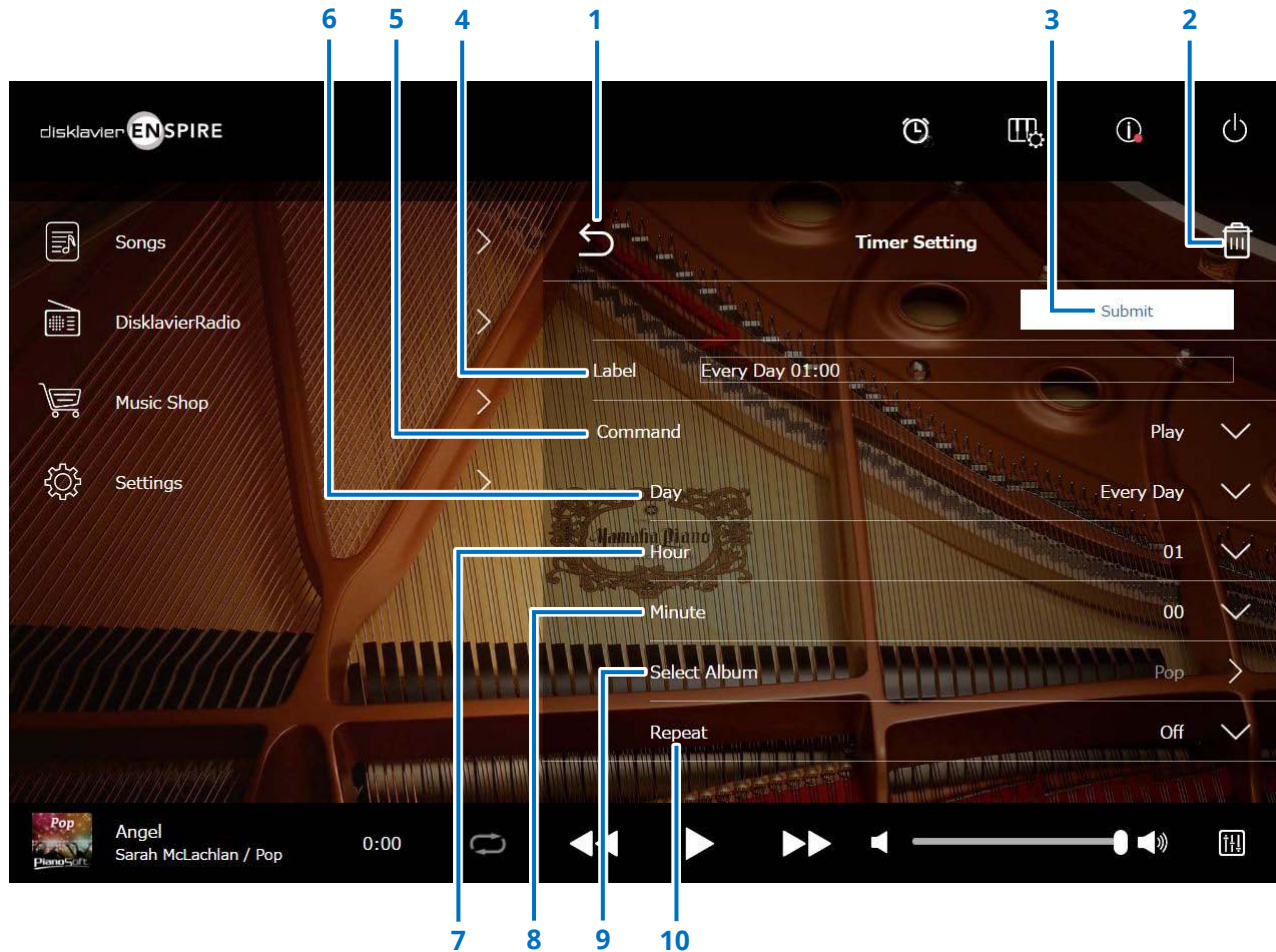 6 5 4 1 3 2
disklavier ENSPIRE
Songs
Timer Setting
DisklavierRadio
Submit
Label Every Day 01:00
Music Shop
Command Play
Settings
Day Every Day
Yamaha Piano
Hour 01
Minute 00
Select Album Pop
Repeat Off
Pop
PianoSoft
Angel
Sarah McLachlan / Pop
0:00
7 8 9 10